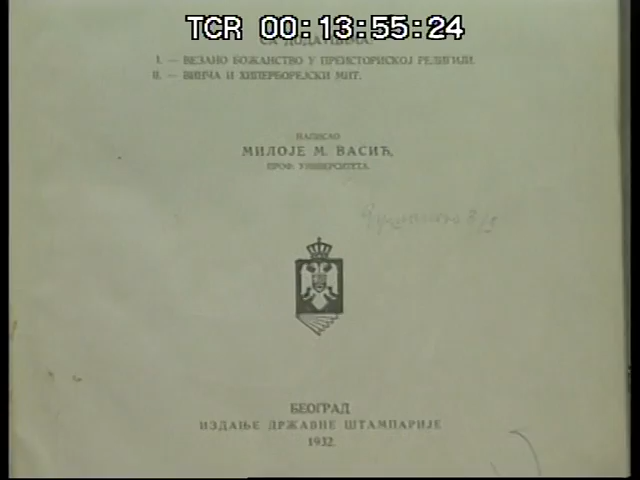 TCR 00:13:55:24
СА ДОДАЦИМА:
I. — ВЕЗАНО БОЖАНСТВО У ПРЕИСТОРИСКОЈ РЕЛИГИЈИ.
II. — ВИНЧА И ХИПЕРБОРЕЈСКИ МИТ.
НАПИСАО
МИЛОЈЕ М. ВАСИЋ,
ПРОФ. УНИВЕРСИТЕТА.
БЕОГРАД
ИЗДАЊЕ ДРЖАВНЕ ШТАМПАРИЈЕ
1932.